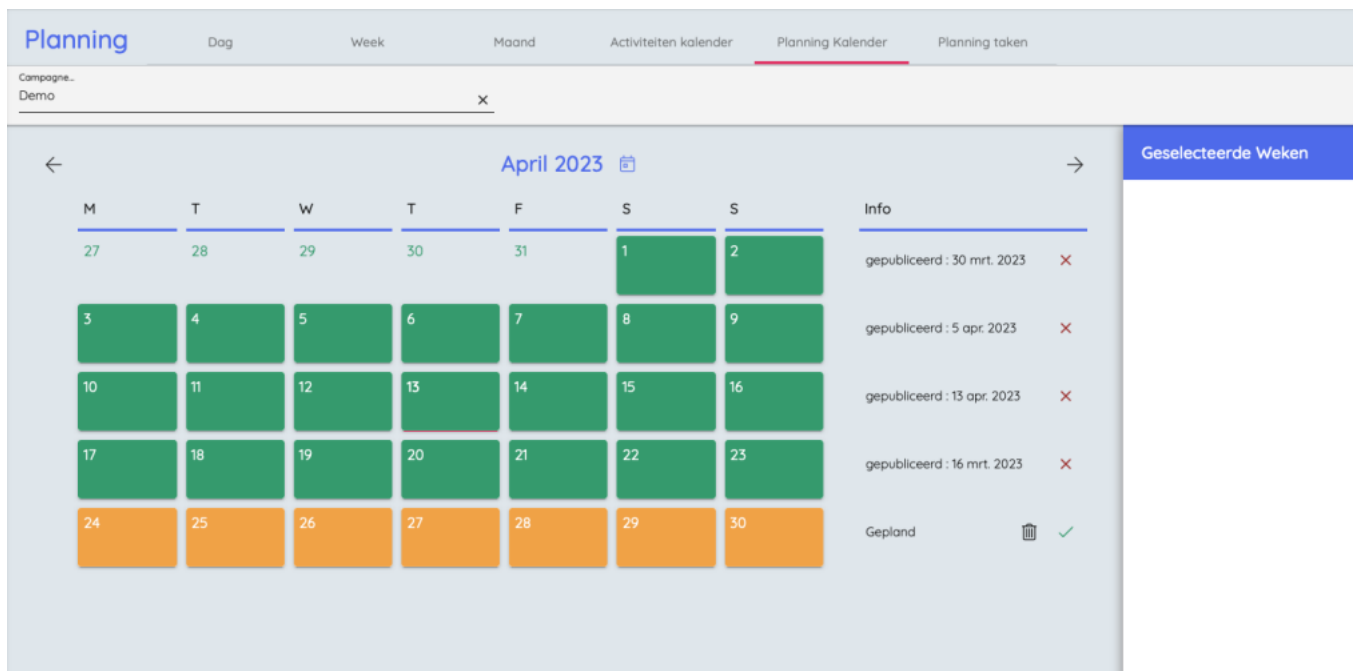 Planning Dag Week Maand Activiteiten kalender Planning Kalender Planning taken
Campagne...
Demo
April 2023
Geselecteerde Weken
M T W T F S S Info
27 28 29 30 31 1 2 gepubliceerd : 30 mrt. 2023
3 4 5 6 7 8 9 gepubliceerd : 5 apr. 2023
10 11 12 13 14 15 16 gepubliceerd : 13 apr. 2023
17 18 19 20 21 22 23 gepubliceerd : 16 mrt. 2023
24 25 26 27 28 29 30 Gepland